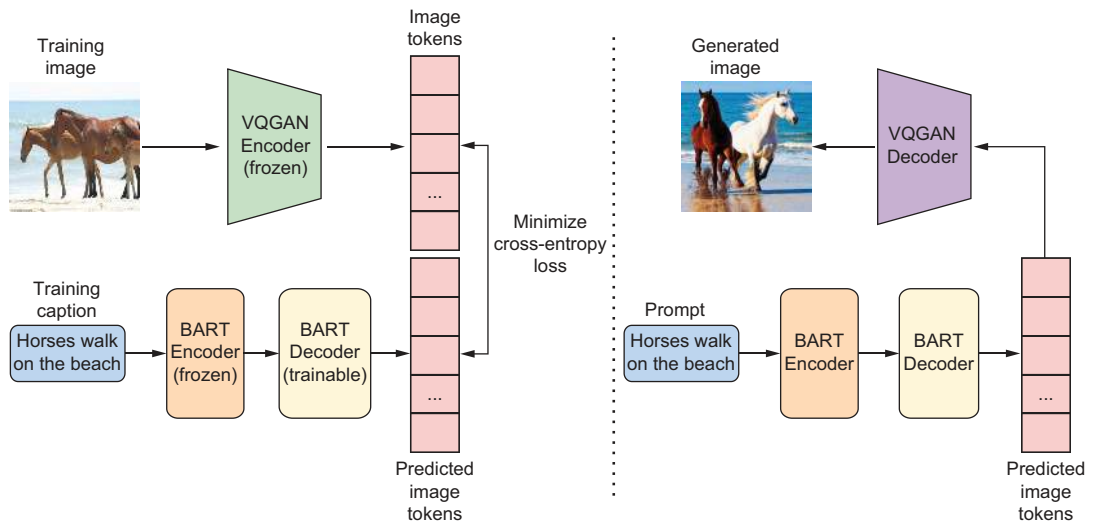 Training
image
VQGAN
Encoder
(frozen)
Image
tokens
...
Minimize
cross-entropy
loss
Training
caption
Horses walk
on the beach
BART
Encoder
(frozen)
BART
Decoder
(trainable)
...
Predicted
image
tokens
Generated
image
VQGAN
Decoder
Prompt
Horses walk
on the beach
BART
Encoder
BART
Decoder
...
Predicted
image
tokens